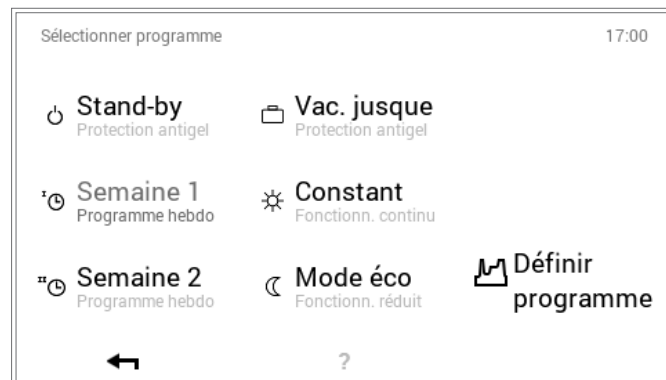 Sélectionner programme 17:00
Stand-by
Protection antigel
Vac. jusque
Protection antigel
I Semaine 1
Programme hebdo
Constant
Fonctionn. continu
II Semaine 2
Programme hebdo
Mode éco
Fonctionn. réduit
Définir
programme
?